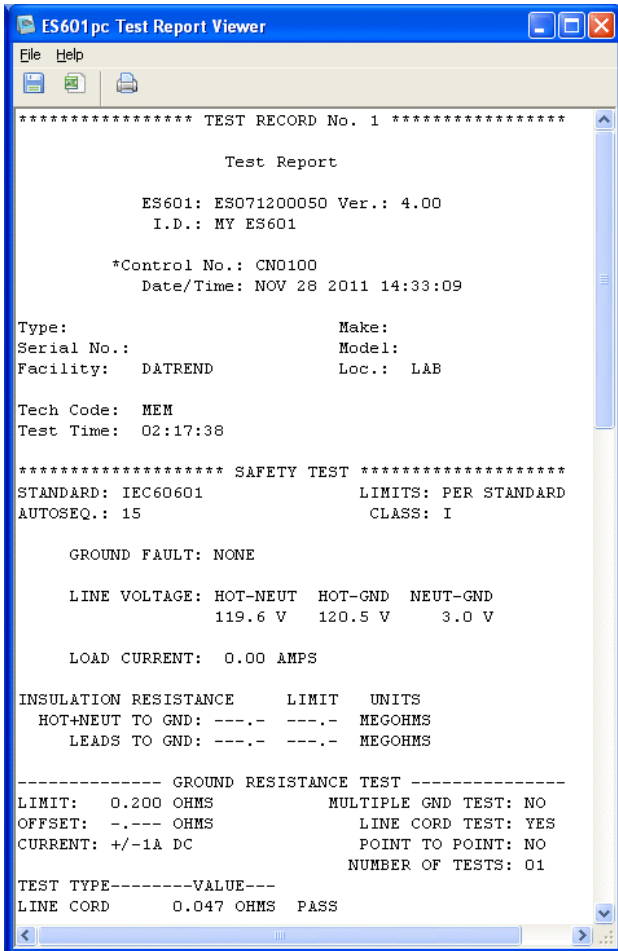 ES601pc Test Report Viewer
File Help
***************** TEST RECORD No. 1 *****************
Test Report
ES601: ES071200050 Ver.: 4.00
I.D.: MY ES601
*Control No.: CN0100
Date/Time: NOV 28 2011 14:33:09
Type: Make:
Serial No.: Model:
Facility: DATREND Loc.: LAB
Tech Code: MEM
Test Time: 02:17:38
******************** SAFETY TEST ********************
STANDARD: IEC60601 LIMITS: PER STANDARD
AUTOSEQ.: 15 CLASS: I
GROUND FAULT: NONE
LINE VOLTAGE: HOT-NEUT HOT-GND NEUT-GND
119.6 V 120.5 V 3.0 V
LOAD CURRENT: 0.00 AMPS
INSULATION RESISTANCE LIMIT UNITS
HOT+NEUT TO GND: ---.- ---.- MEGOHMS
LEADS TO GND: ---.- ---.- MEGOHMS
-------------- GROUND RESISTANCE TEST ---------------
LIMIT: 0.200 OHMS MULTIPLE GND TEST: NO
OFFSET: -.--- OHMS LINE CORD TEST: YES
CURRENT: +/-1A DC POINT TO POINT: NO
NUMBER OF TESTS: 01
TEST TYPE--------VALUE---
LINE CORD 0.047 OHMS PASS